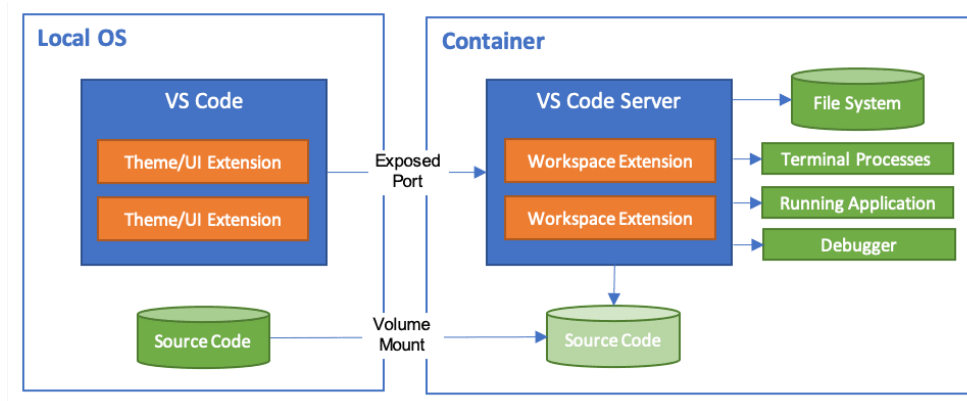 Local OS
Container
VS Code
Theme/UI Extension
Theme/UI Extension
Exposed
Port
VS Code Server
Workspace Extension
Workspace Extension
File System
Terminal Processes
Running Application
Debugger
Source Code
Volume
Mount
Source Code